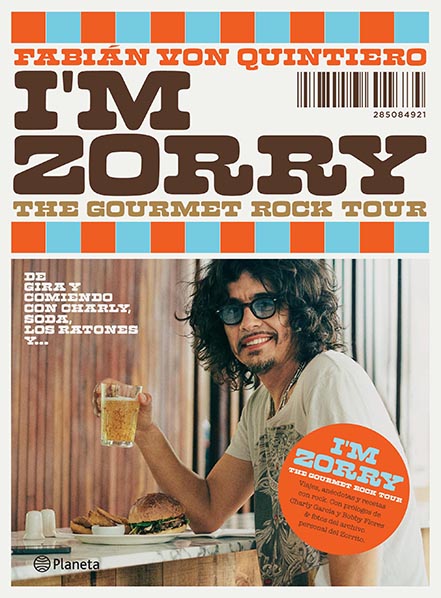 FABIÁN VON QUINTIERO
I'M
285084921
ZORRY
THE GOURMET ROCK TOUR
DE
GIRA Y
COMIENDO
CON CHARLY,
SODA,
LOS RATONES
Y...
I'M
ZORRY
THE GOURMET ROCK TOUR
Viajes, anécdotas y recetas
con rock. Con prólogos de
Charly García y Bobby Flores
& fotos del archivo
personal del Zorrito.
Planeta